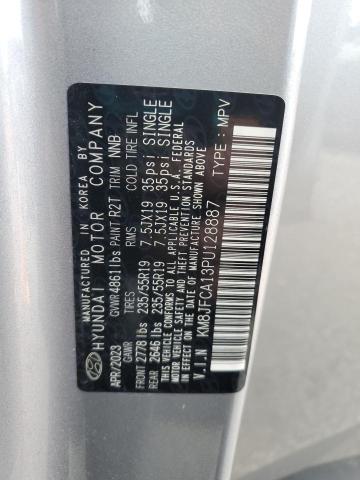 MANUFACTURED IN KOREA BY
HYUNDAI MOTOR COMPANY
GVWR 4861lbs PAINT R2T TRIM NNB
APR/2023
GAWR TIRES RIMS COLD TIRE INFL
FRONT 2778 lbs 235/55R19 7.5JX19 35psi SINGLE
REAR 2646 lbs 235/55R19 7.5JX19 35psi SINGLE
THIS VEHICLE CONFORMS TO ALL APPLICABLE U.S.A. FEDERAL
MOTOR VEHICLE SAFETY, BUMPER, AND THEFT PREVENTION
STANDARDS IN EFFECT ON THE DATE OF MANUFACTURE SHOWN ABOVE.
V.I.N KM8JFCA13PU128887 TYPE : MPV